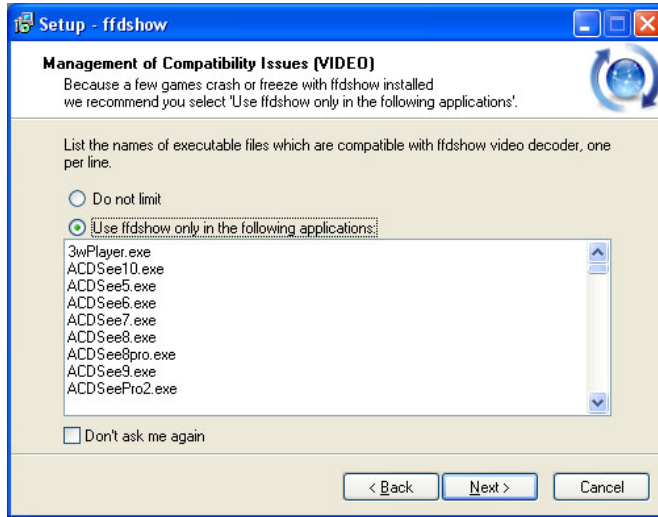 Setup - ffdshow
Management of Compatibility Issues (VIDEO)
Because a few games crash or freeze with ffdshow installed
we recommend you select 'Use ffdshow only in the following applications'.
List the names of executable files which are compatible with ffdshow video decoder, one
per line.
Do not limit
Use ffdshow only in the following applications:
3wPlayer.exe
ACDSee10.exe
ACDSee5.exe
ACDSee6.exe
ACDSee7.exe
ACDSee8.exe
ACDSee8pro.exe
ACDSee9.exe
ACDSeePro2.exe
Don't ask me again
< Back Next > Cancel